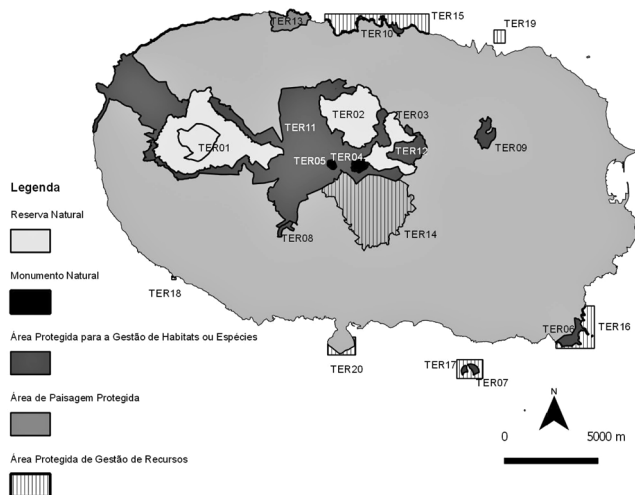 TER13
TER15
TER10
TER19
TER02
TER03
TER11
TER01
TER05
TER04
TER12
TER09
TER08
TER14
TER18
TER06
TER16
TER20
TER17
TER07
Legenda
Reserva Natural
Monumento Natural
Área Protegida para a Gestão de Habitats ou Espécies
Área de Paisagem Protegida
Área Protegida de Gestão de Recursos
N
0 5000 m